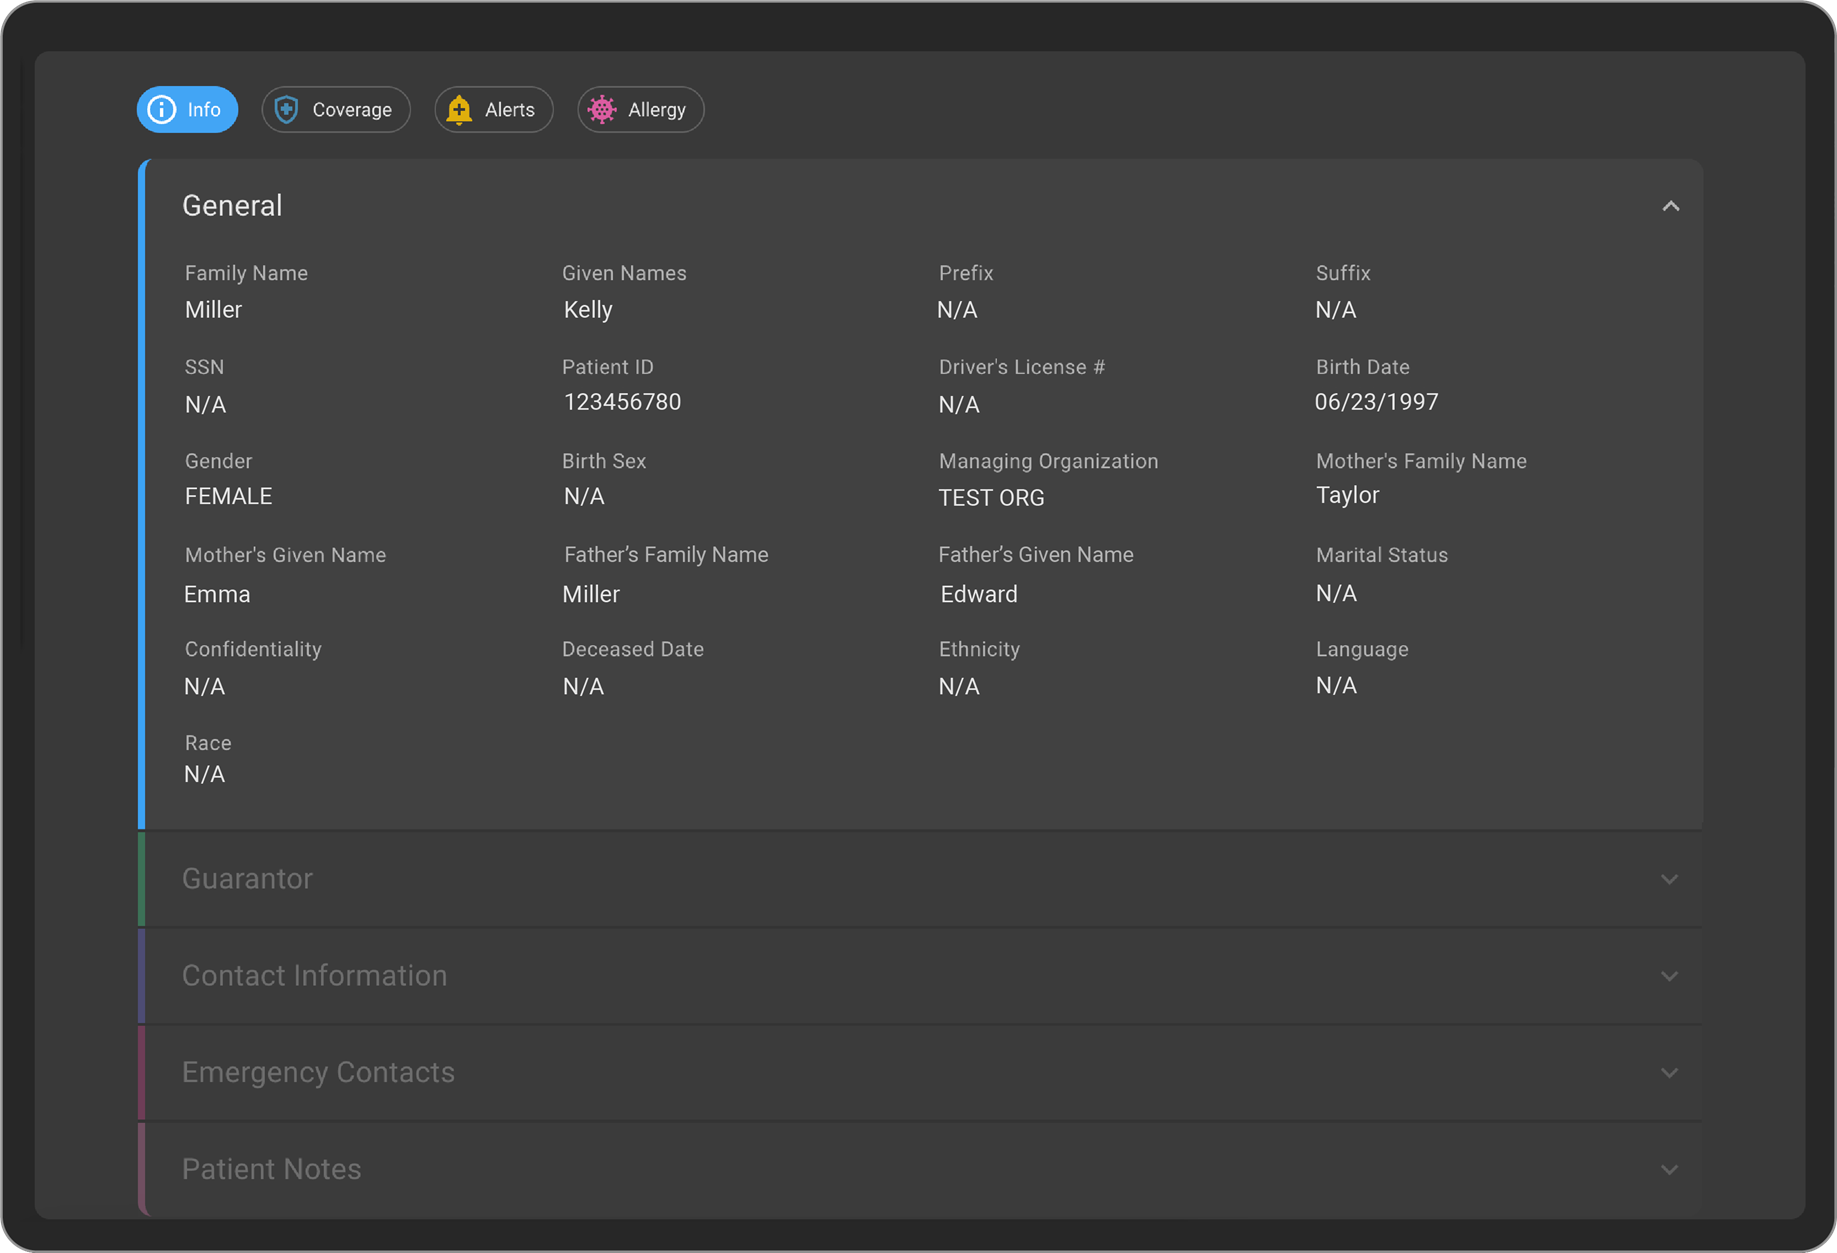 Info Coverage Alerts Allergy
General
Family Name Given Names Prefix Suffix
Miller Kelly N/A N/A
SSN Patient ID Driver's License # Birth Date
N/A 123456780 N/A 06/23/1997
Gender Birth Sex Managing Organization Mother's Family Name
FEMALE N/A TEST ORG Taylor
Mother's Given Name Father’s Family Name Father’s Given Name Marital Status
Emma Miller Edward N/A
Confidentiality Deceased Date Ethnicity Language
N/A N/A N/A N/A
Race
N/A
Guarantor
Contact Information
Emergency Contacts
Patient Notes